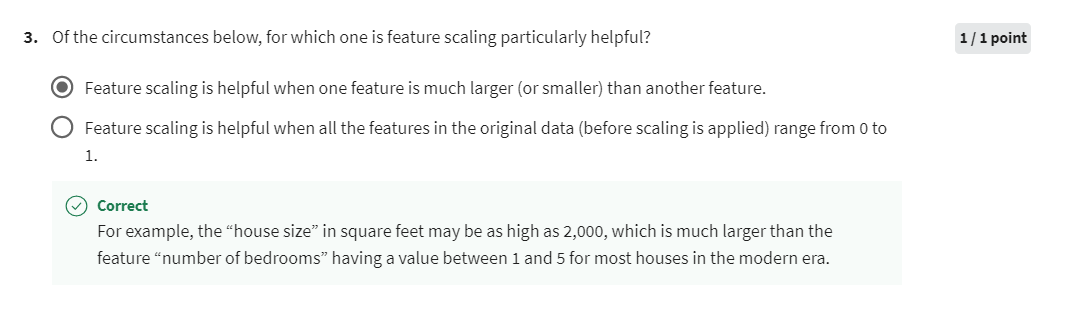 3. Of the circumstances below, for which one is feature scaling particularly helpful?
1 / 1 point
Feature scaling is helpful when one feature is much larger (or smaller) than another feature.
Feature scaling is helpful when all the features in the original data (before scaling is applied) range from 0 to
1.
Correct
For example, the “house size” in square feet may be as high as 2,000, which is much larger than the
feature “number of bedrooms” having a value between 1 and 5 for most houses in the modern era.